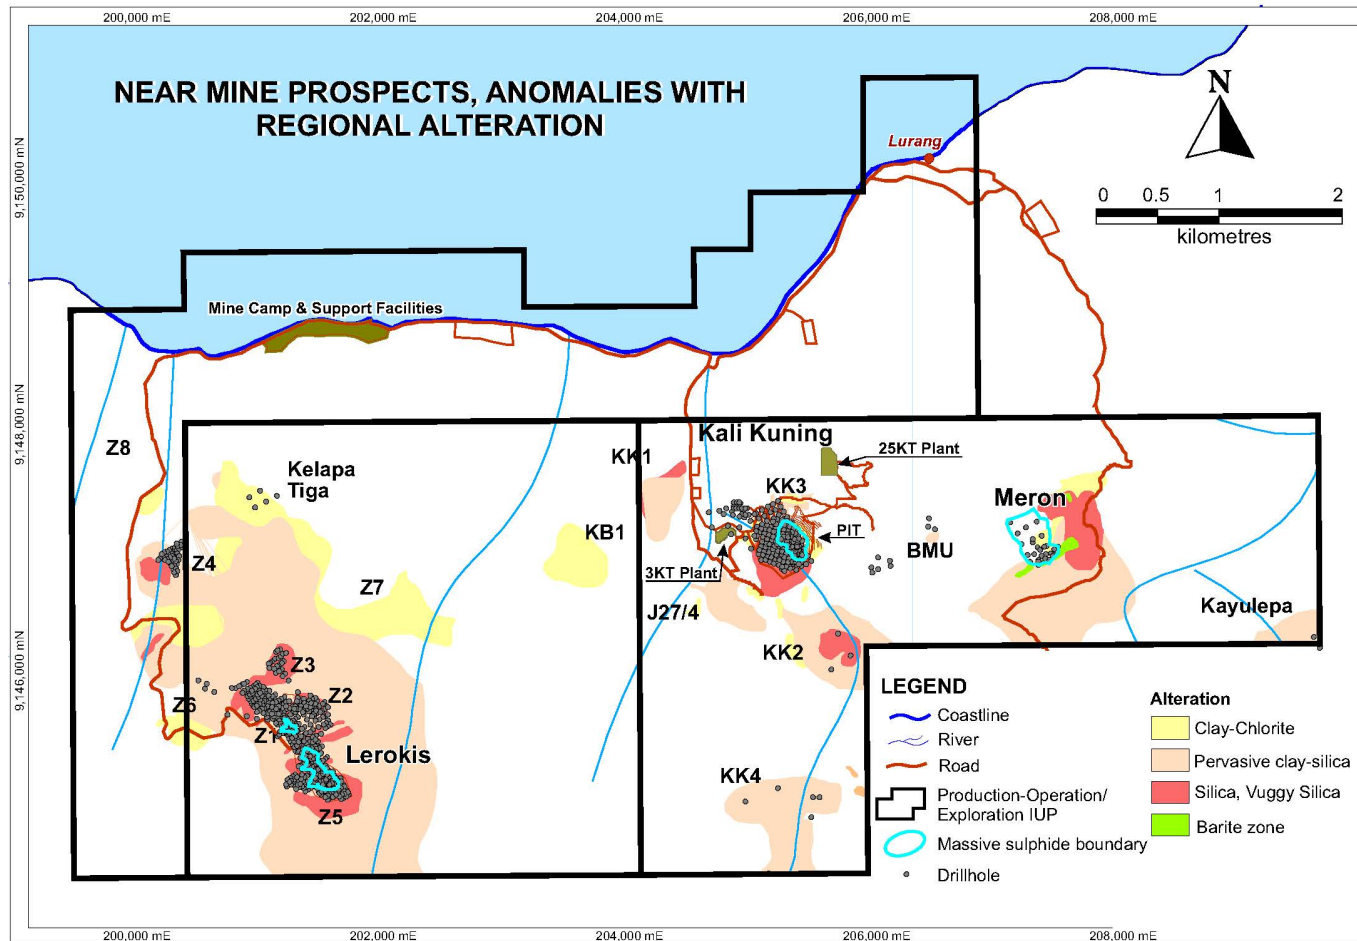 200,000 mE
202,000 mE
204,000 mE
206,000 mE
208,000 mE
NEAR MINE PROSPECTS, ANOMALIES WITH
REGIONAL ALTERATION
N
Lurang
0 0.5 1 2
kilometres
9,150,000 mN
Mine Camp & Support Facilities
9,148,000 mN
Z8
Kelapa
Tiga
KK1
Kali Kuning
25KT Plant
KK3
Meron
KB1
PIT
BMU
Z4
3KT Plant
Z7
J27/4
Kayulepa
9,146,000 mN
KK2
Z3
Z6
Z2
Z1
Lerokis
Z5
KK4
LEGEND
Coastline
River
Road
Production-Operation/
Exploration IUP
Massive sulphide boundary
Drillhole
Alteration
Clay-Chlorite
Pervasive clay-silica
Silica, Vuggy Silica
Barite zone
200,000 mE
202,000 mE
204,000 mE
206,000 mE
208,000 mE